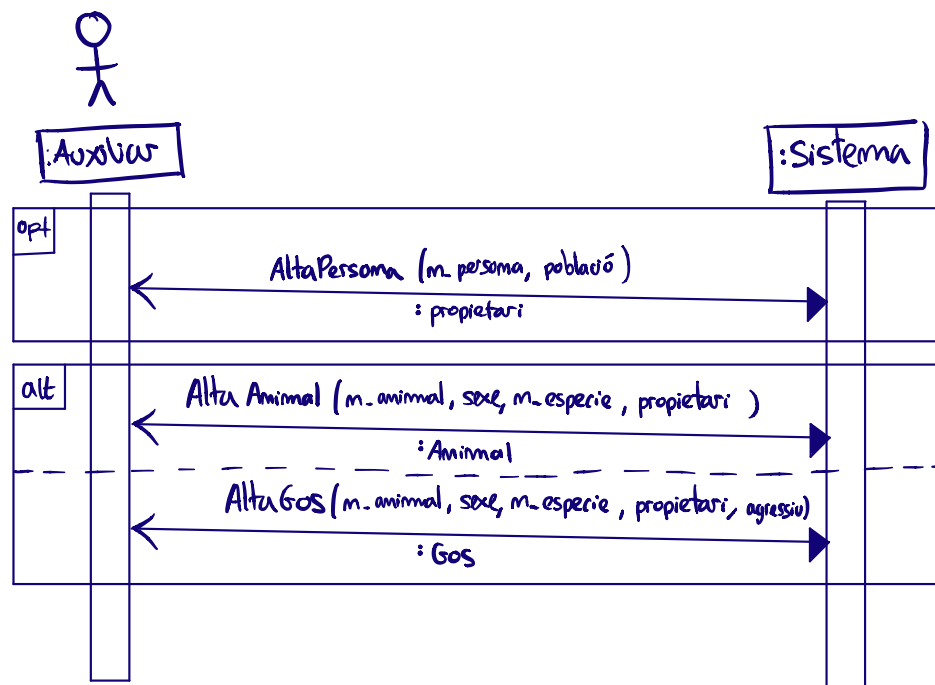 :Auxiliar
:Sistema
opt
AltaPersona (n_persona, població)
: propietari
alt
Alta Animal (n_animal, sexe, n_especie, propietari )
:Animal
AltaGos (n_animal, sexe, n_especie, propietari, agressiu)
: Gos